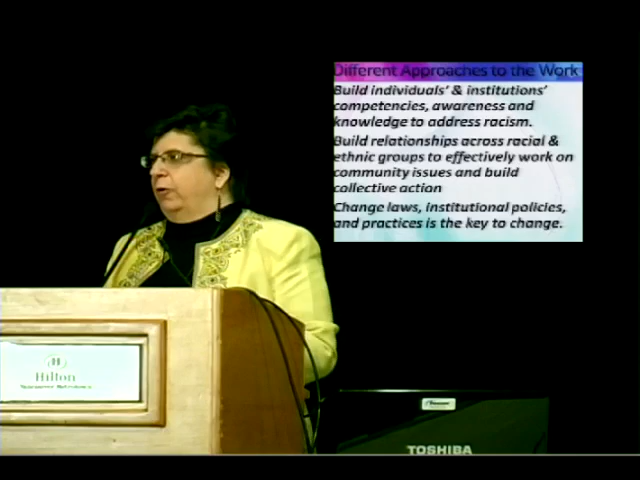 Different Approaches to the Work
Build individuals' & institutions'
competencies, awareness and
knowledge to address racism.
Build relationships across racial &
ethnic groups to effectively work on
community issues and build
collective action
Change laws, institutional policies,
and practices is the key to change.
H
Hilton
TOSHIBA